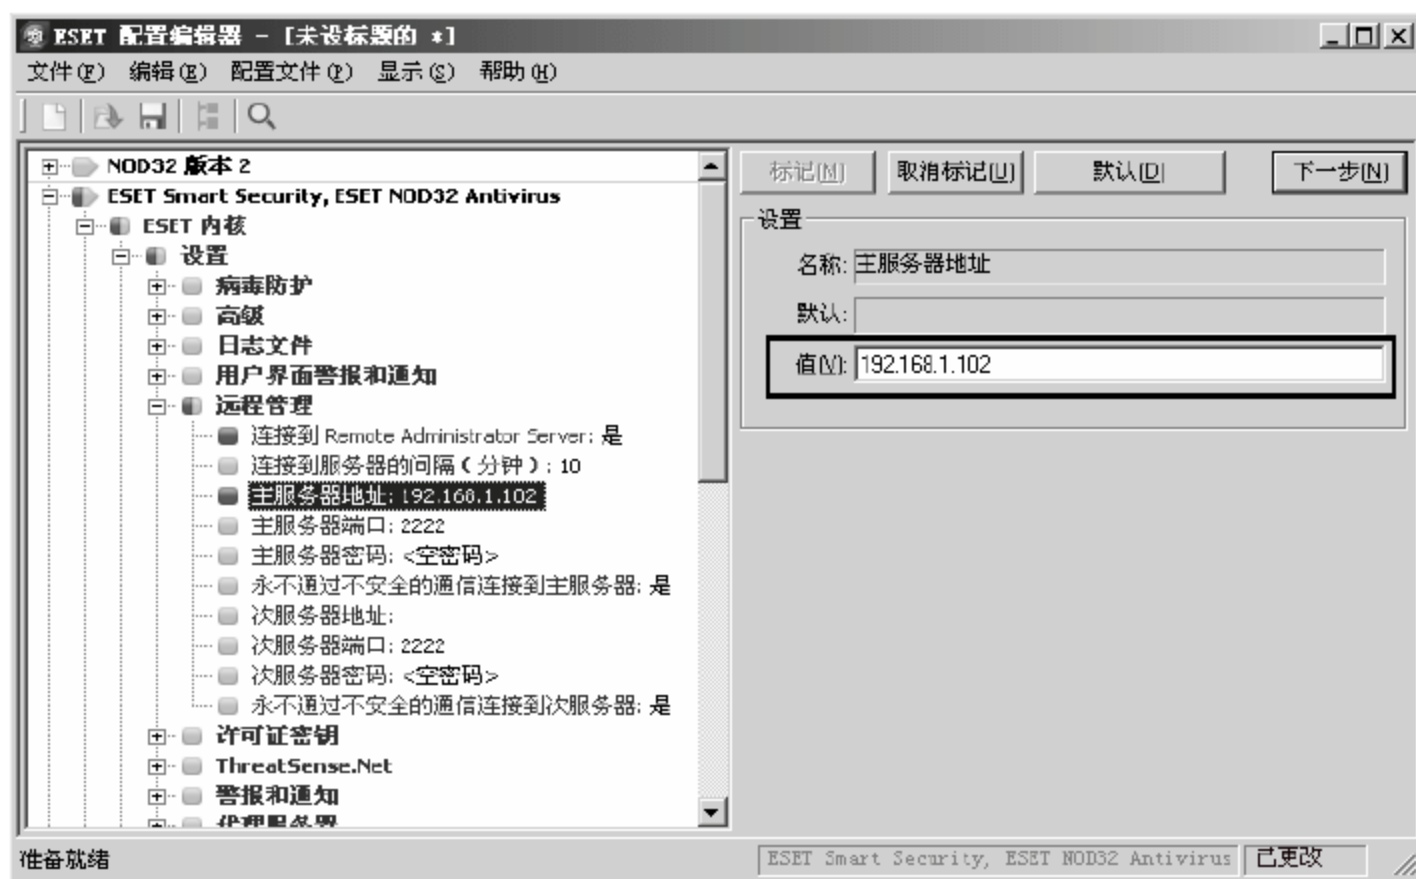 ESET 配置编辑器 - [未设标题的 *]
文件(F) 编辑(E) 配置文件(P) 显示(S) 帮助(H)
NOD32 版本 2
ESET Smart Security, ESET NOD32 Antivirus
ESET 内核
设置
病毒防护
高级
日志文件
用户界面警报和通知
远程管理
连接到 Remote Administrator Server: 是
连接到服务器的间隔（分钟）: 10
主服务器地址: 192.168.1.102
主服务器端口: 2222
主服务器密码: <空密码>
永不通过不安全的通信连接到主服务器: 是
次服务器地址:
次服务器端口: 2222
次服务器密码: <空密码>
永不通过不安全的通信连接到次服务器: 是
许可证密钥
ThreatSense.Net
警报和通知
代理服务器
标记(M) 取消标记(U) 默认(D) 下一步(N)
设置
名称: 主服务器地址
默认:
值(V): 192.168.1.102
准备就绪
ESET Smart Security, ESET NOD32 Antivirus 已更改